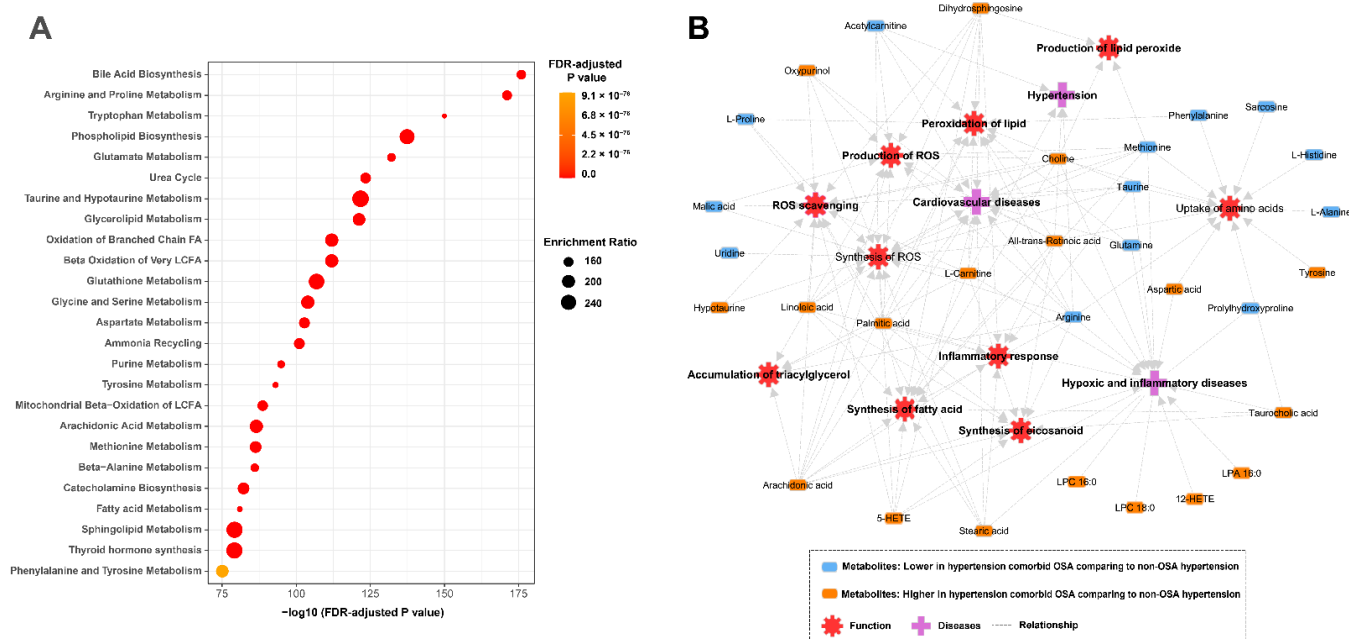 A
Bile Acid Biosynthesis
Arginine and Proline Metabolism
Tryptophan Metabolism
Phospholipid Biosynthesis
Glutamate Metabolism
Urea Cycle
Taurine and Hypotaurine Metabolism
Glycerolipid Metabolism
Oxidation of Branched Chain FA
Beta Oxidation of Very LCFA
Glutathione Metabolism
Glycine and Serine Metabolism
Aspartate Metabolism
Ammonia Recycling
Purine Metabolism
Tyrosine Metabolism
Mitochondrial Beta−Oxidation of LCFA
Arachidonic Acid Metabolism
Methionine Metabolism
Beta−Alanine Metabolism
Catecholamine Biosynthesis
Fatty acid Metabolism
Sphingolipid Metabolism
Thyroid hormone synthesis
Phenylalanine and Tyrosine Metabolism
75 100 125 150 175
−log10 (FDR-adjusted P value)
FDR-adjusted
P value
9.1 × 10⁻⁷⁶
6.8 × 10⁻⁷⁶
4.5 × 10⁻⁷⁶
2.2 × 10⁻⁷⁶
0.0
Enrichment Ratio
160
200
240
B
Dihydrosphingosine
Acetylcarnitine
Production of lipid peroxide
Oxypurinol
Hypertension
Sarcosine
L-Proline
Peroxidation of lipid
Phenylalanine
Production of ROS
Choline
Methionine
L-Histidine
Taurine
Malic acid
ROS scavenging
Cardiovascular diseases
Uptake of amino acids
L-Alanine
Uridine
Synthesis of ROS
All-trans-Rotinoic acid
Glutamine
L-Carnitine
Tyrosine
Aspartic acid
Hypotaurine
Linoleic acid
Palmitic acid
Arginine
Prolylhydroxyproline
Inflammatory response
Accumulation of triacylglycerol
Hypoxic and inflammatory diseases
Synthesis of fatty acid
Taurocholic acid
Synthesis of eicosanoid
Arachidonic acid
LPC 16:0
LPA 16:0
12-HETE
LPC 18:0
5-HETE
Stearic acid
Metabolites: Lower in hypertension comorbid OSA comparing to non-OSA hypertension
Metabolites: Higher in hypertension comorbid OSA comparing to non-OSA hypertension
Function Diseases Relationship